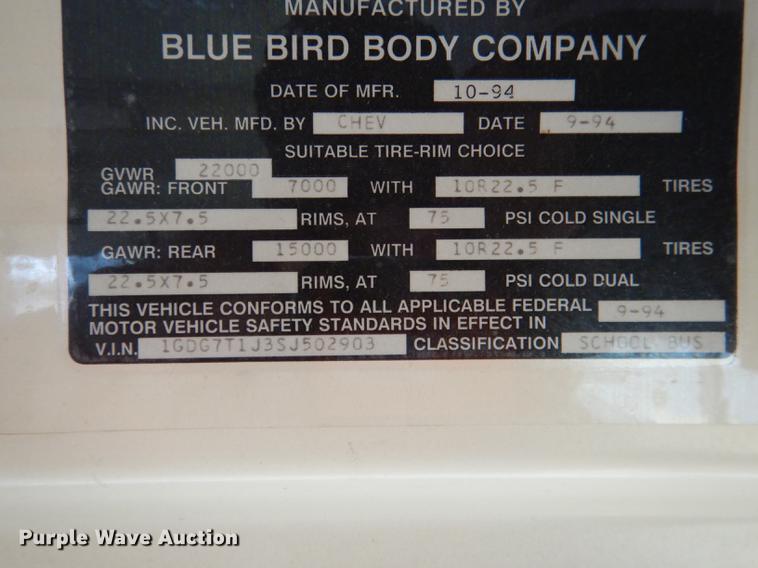 MANUFACTURED BY
BLUE BIRD BODY COMPANY
DATE OF MFR. 10-94
INC. VEH. MFD. BY CHEV DATE 9-94
SUITABLE TIRE-RIM CHOICE
GVWR 22000
GAWR: FRONT 7000 WITH 10R22.5 F TIRES
22.5X7.5 RIMS, AT 75 PSI COLD SINGLE
GAWR: REAR 15000 WITH 10R22.5 F TIRES
22.5X7.5 RIMS, AT 75 PSI COLD DUAL
THIS VEHICLE CONFORMS TO ALL APPLICABLE FEDERAL 9-94
MOTOR VEHICLE SAFETY STANDARDS IN EFFECT IN
V.I.N. 1GDG7T1J3SJ502903 CLASSIFICATION SCHOOL BUS
Purple Wave Auction